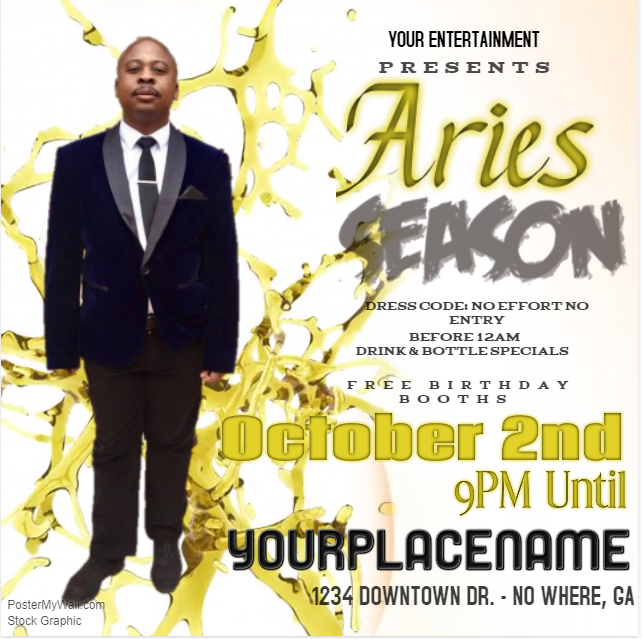 YOUR ENTERTAINMENT
PRESENTS
Aries
SEASON
DRESS CODE: NO EFFORT NO
ENTRY
BEFORE 12AM
DRINK & BOTTLE SPECIALS
FREE BIRTHDAY
BOOTHS
October 2nd
9PM Until
YOURPLACENAME
1234 DOWNTOWN DR. - NO WHERE, GA
PosterMyWall.com
Stock Graphic